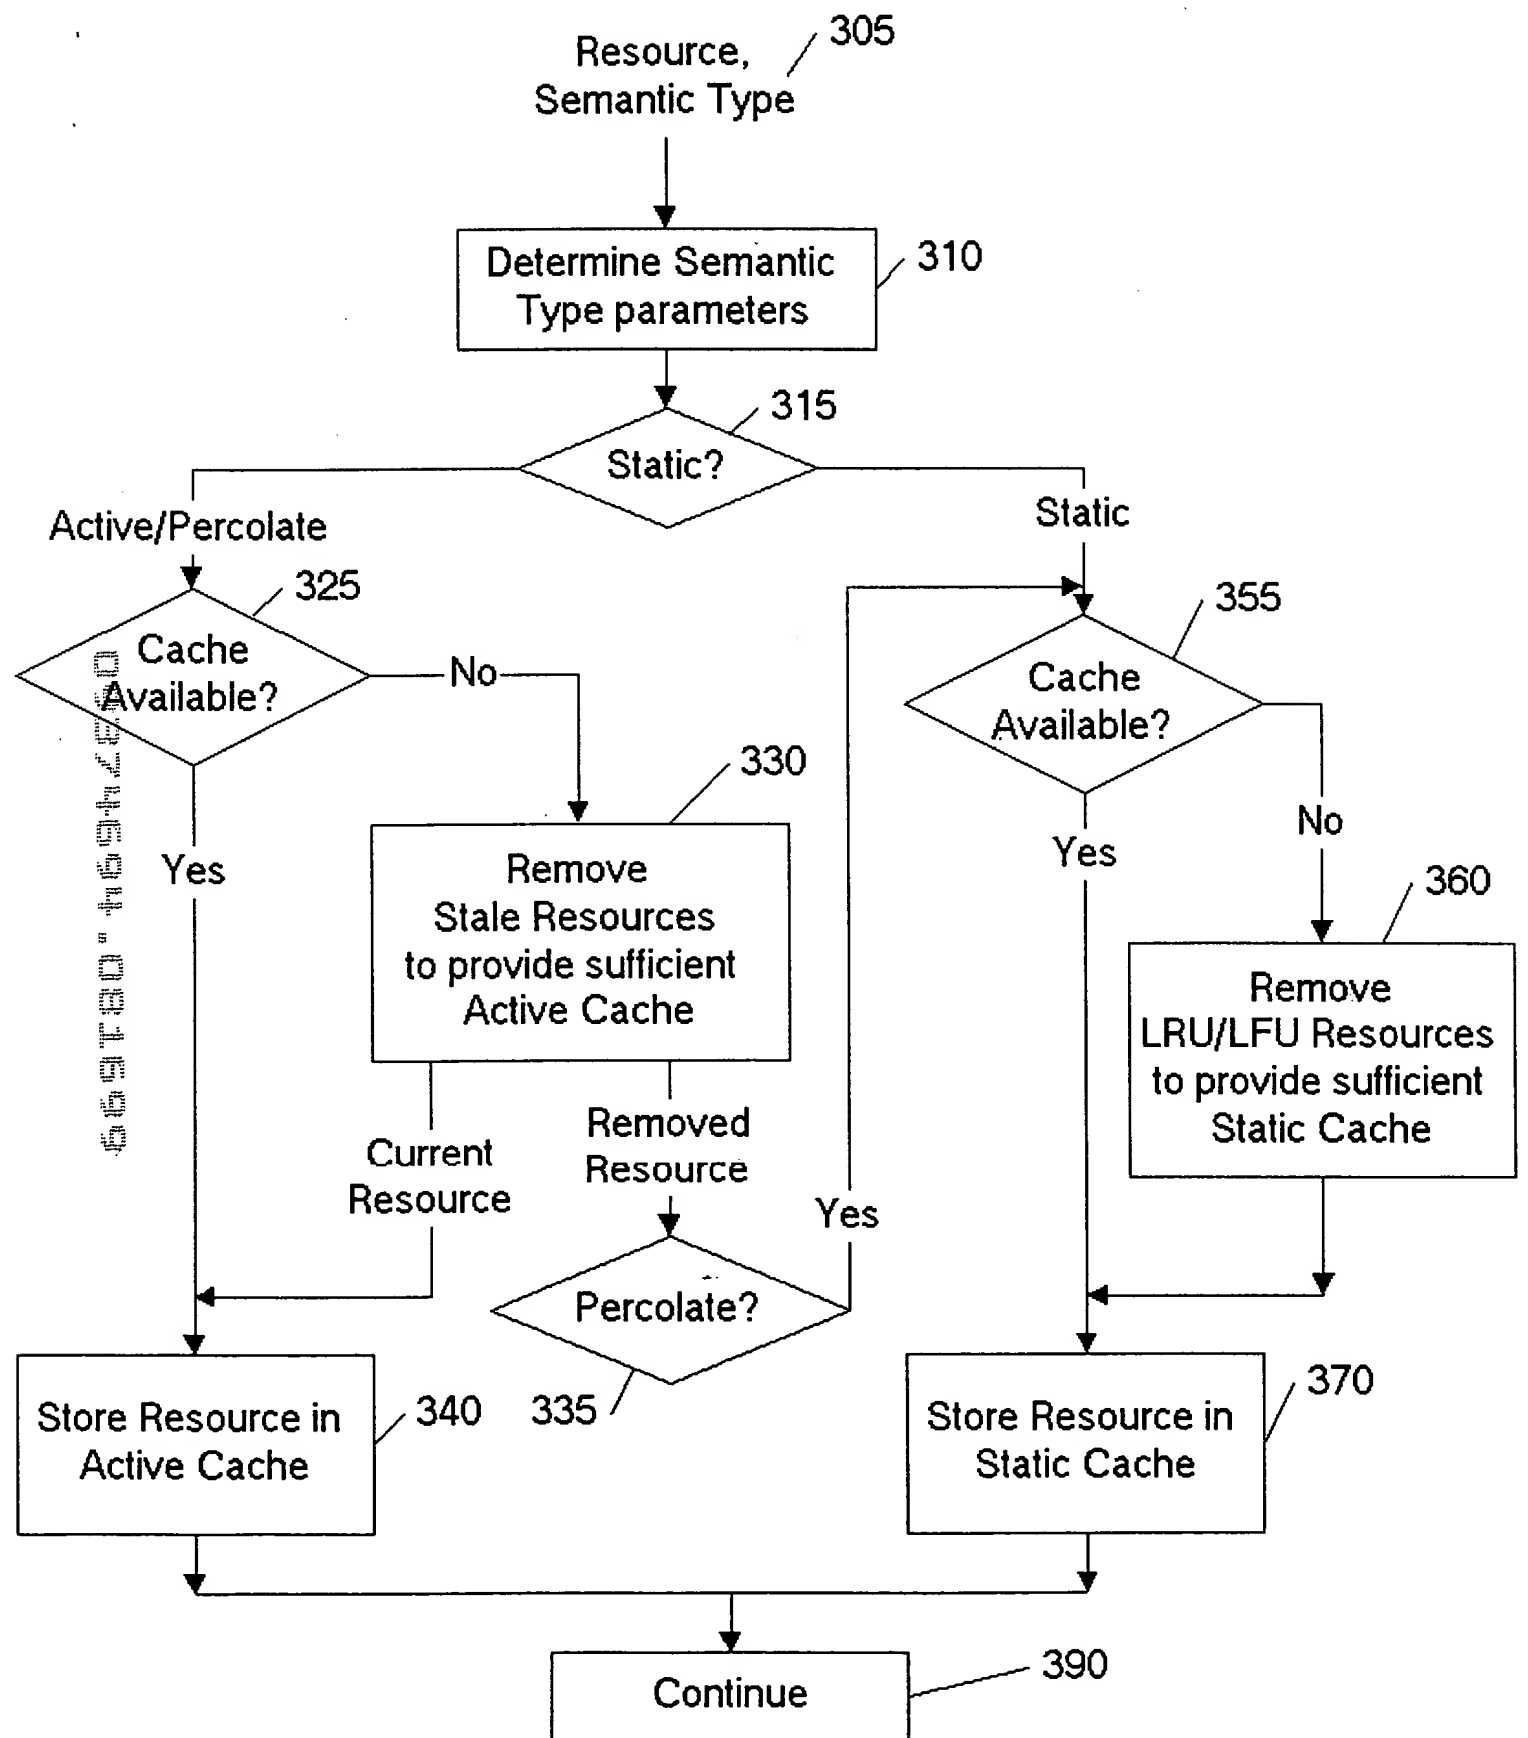 305
Resource,
Semantic Type
310
Determine Semantic
Type parameters
315
Static?
Active/Percolate
Static
325
Cache
Available?
No
355
Cache
Available?
330
Remove
Stale Resources
to provide sufficient
Active Cache
Yes
Yes
No
360
Remove
LRU/LFU Resources
to provide sufficient
Static Cache
Current
Resource
Removed
Resource
Yes
Percolate?
335
340
Store Resource in
Active Cache
370
Store Resource in
Static Cache
390
Continue